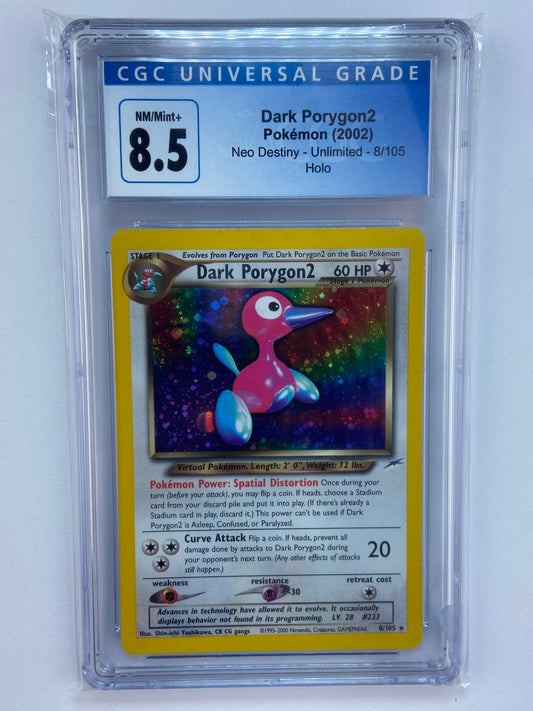 CGC UNIVERSAL GRADE
NM/Mint+
8.5
Dark Porygon2
Pokémon (2002)
Neo Destiny - Unlimited - 8/105
Holo
STAGE 1
Evolves from Porygon Put Dark Porygon2 on the Basic Pokémon
Dark Porygon2 60 HP
Stage 1 Pokémon
Virtual Pokémon. Length: 2' 0", Weight: 72 lbs.
Pokémon Power: Spatial Distortion Once during your
turn (before your attack), you may flip a coin. If heads, choose a Stadium
card from your discard pile and put it into play. (If there's already a
Stadium card in play, discard it.) This power can't be used if Dark
Porygon2 is Asleep, Confused, or Paralyzed.
Curve Attack Flip a coin. If heads, prevent all
damage done by attacks to Dark Porygon2 during
your opponent's next turn. (Any other effects of attacks
still happen.)
20
weakness resistance retreat cost
-30
Advances in technology have allowed it to evolve. It occasionally
displays behavior not found in its programming. LV. 28 #233
Illus. Shin-ichi Yoshikawa, CR CG gangs ©1995-2000 Nintendo, Creatures, GAMEFREAK. 8/105 ★